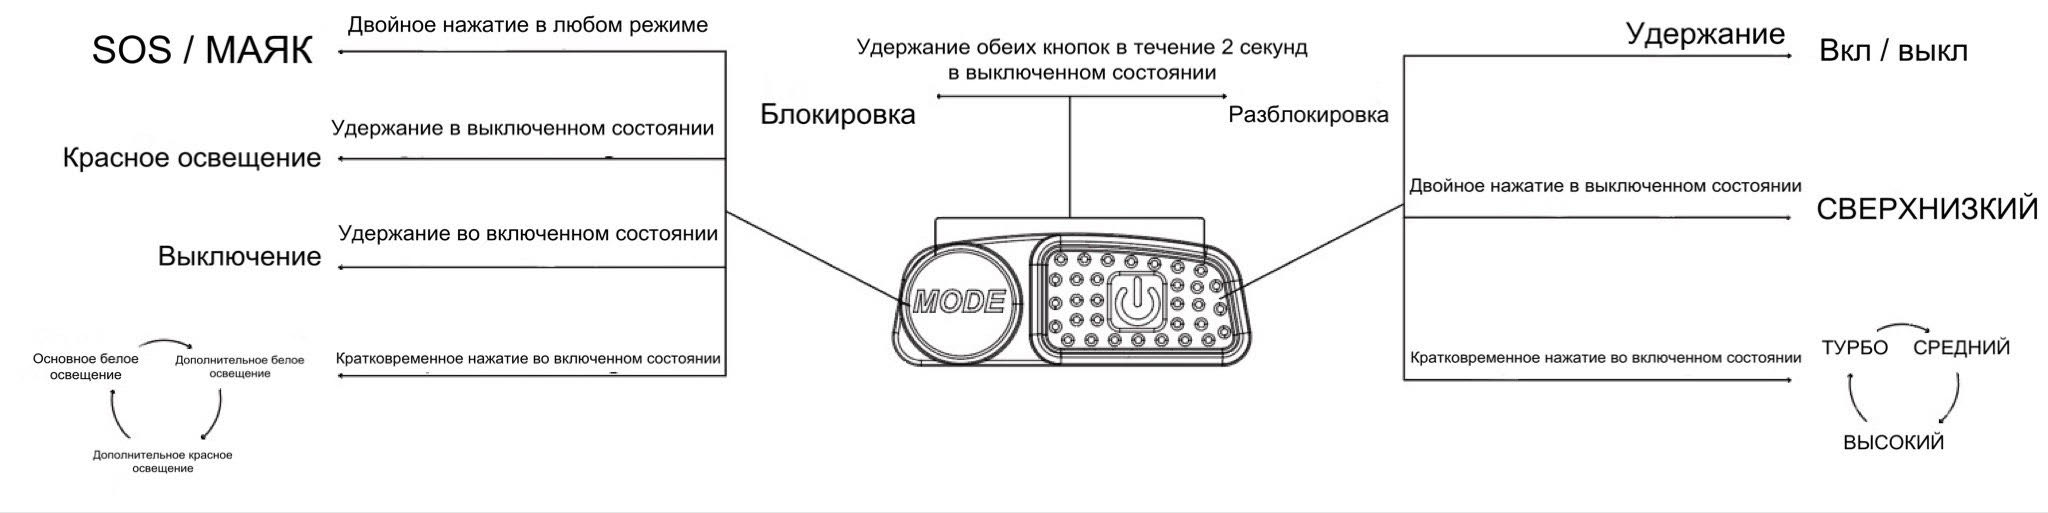 Двойное нажатие в любом режиме
SOS / МАЯК
Удержание в выключенном состоянии
Красное освещение
Удержание во включенном состоянии
Выключение
Кратковременное нажатие во включенном состоянии
Основное белое
освещение
Дополнительное белое
освещение
Дополнительное красное
освещение
Удержание обеих кнопок в течение 2 секунд
в выключенном состоянии
Блокировка
Разблокировка
MODE
Удержание
Вкл / выкл
Двойное нажатие в выключенном состоянии
СВЕРХНИЗКИЙ
Кратковременное нажатие во включенном состоянии
ТУРБО
СРЕДНИЙ
ВЫСОКИЙ